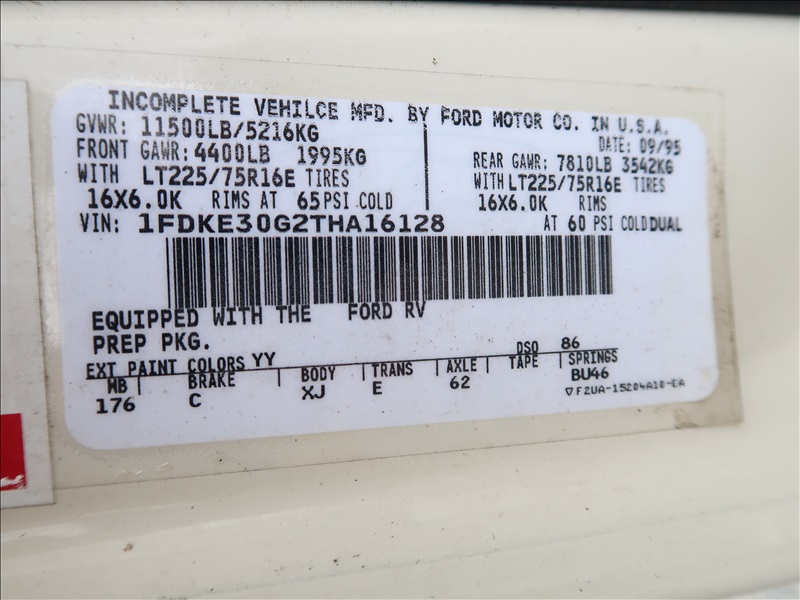 INCOMPLETE VEHILCE MFD. BY FORD MOTOR CO. IN U.S.A.
GVWR: 11500LB/5216KG
DATE: 09/95
FRONT GAWR: 4400LB 1995KG
WITH LT225/75R16E TIRES
16X6.0K RIMS AT 65PSI COLD
REAR GAWR: 7810LB 3542KG
WITH LT225/75R16E TIRES
16X6.0K RIMS
AT 60 PSI COLD DUAL
VIN: 1FDKE30G2THA16128
EQUIPPED WITH THE FORD RV
PREP PKG.
EXT PAINT COLORS YY DSO 86
WB BRAKE BODY TRANS AXLE TAPE SPRINGS
176 C XJ E 62 BU46
▽F2UA-15204A10-EA